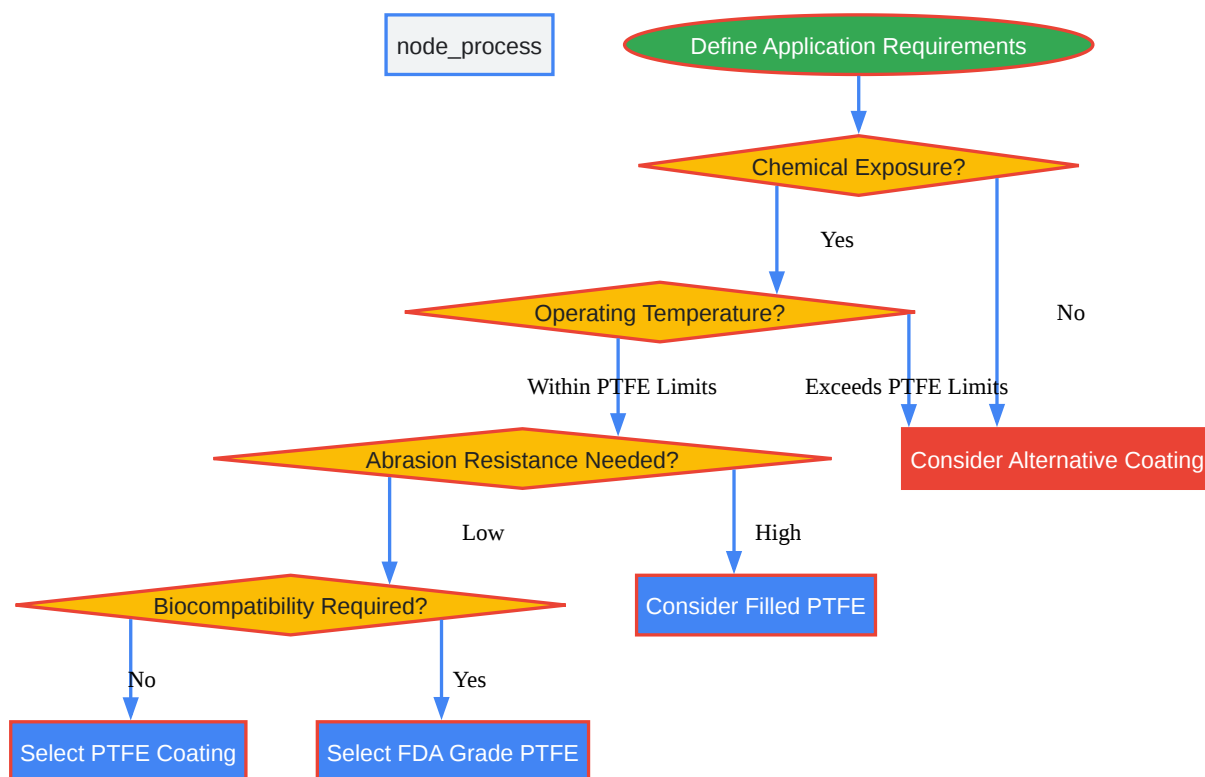 node_process
Define Application Requirements
Chemical Exposure?
Yes
Operating Temperature?
No
Within PTFE Limits
Exceeds PTFE Limits
Abrasion Resistance Needed?
Consider Alternative Coating
Low
High
Biocompatibility Required?
Consider Filled PTFE
No
Yes
Select PTFE Coating
Select FDA Grade PTFE